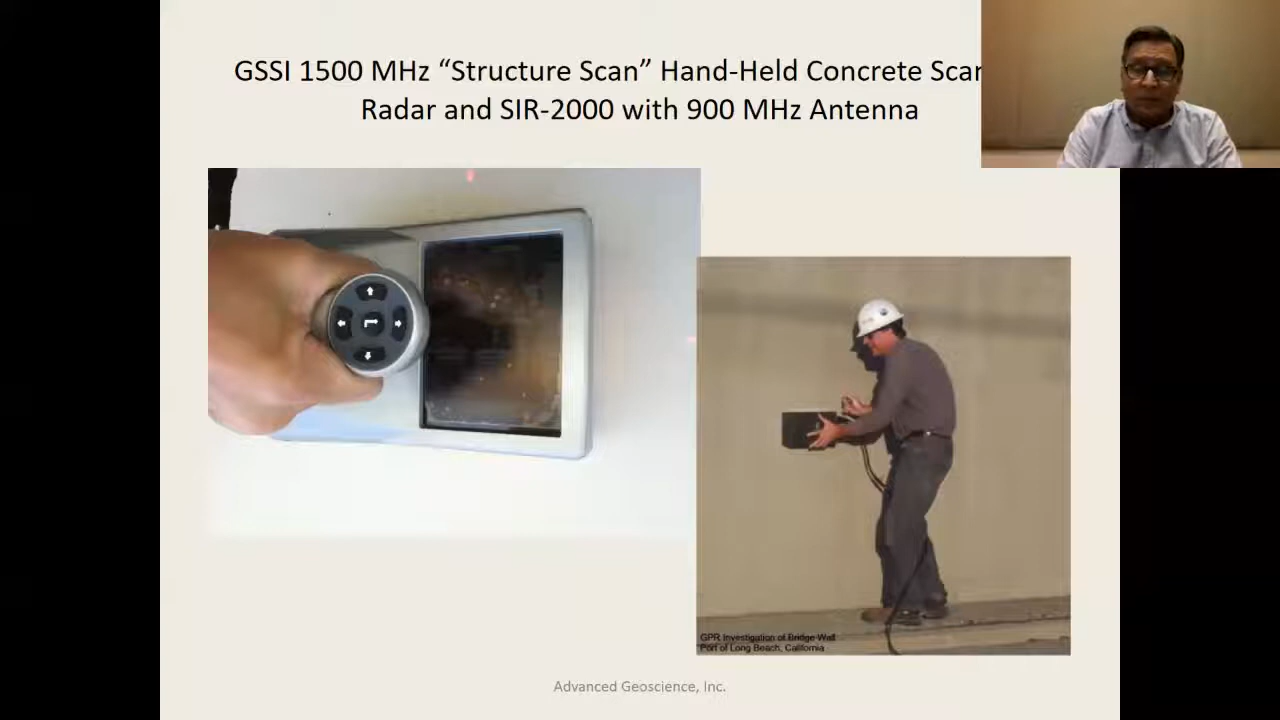 GSSI 1500 MHz “Structure Scan” Hand-Held Concrete Scan
Radar and SIR-2000 with 900 MHz Antenna
GPR Investigation of Bridge-Wall
Port of Long Beach, California
Advanced Geoscience, Inc.